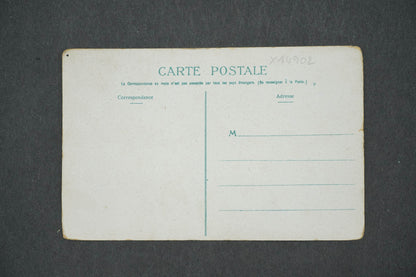 X14902
CARTE POSTALE
La Correspondance au recto n'est pas acceptée par tous les pays étrangers. (Se renseigner à la Poste.)
Correspondance
Adresse
M